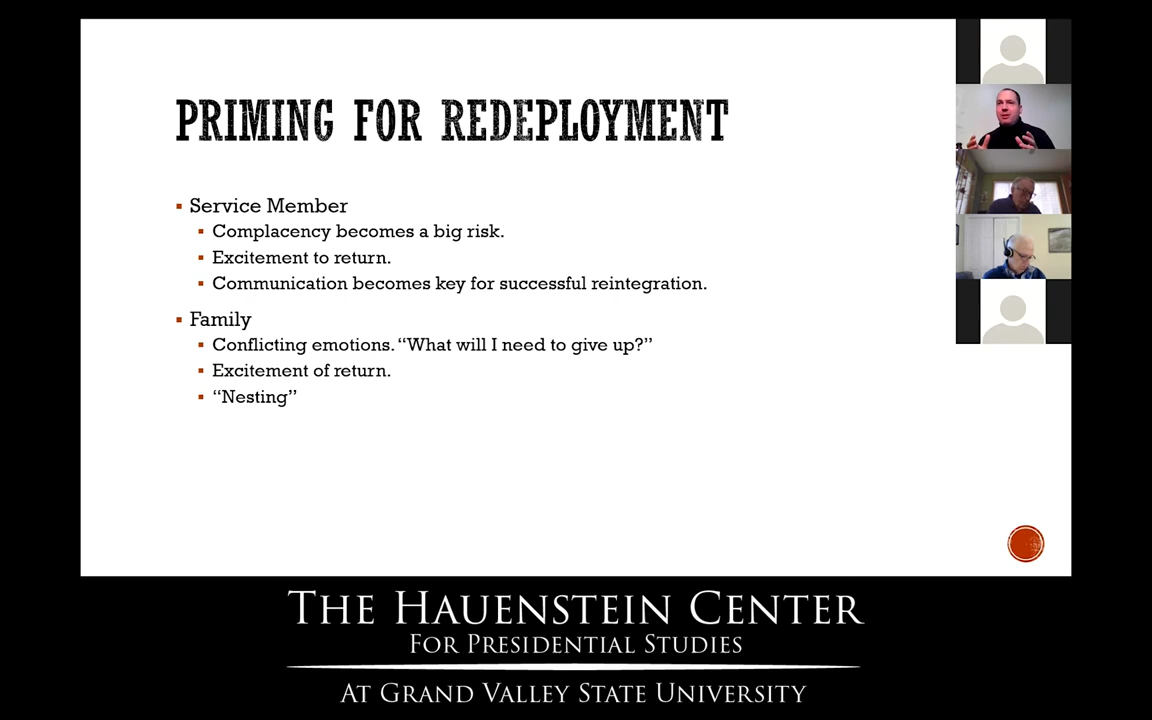 PRIMING FOR REDEPLOYMENT
Service Member
Complacency becomes a big risk.
Excitement to return.
Communication becomes key for successful reintegration.
Family
Conflicting emotions. “What will I need to give up?”
Excitement of return.
“Nesting”
THE HAUENSTEIN CENTER
FOR PRESIDENTIAL STUDIES
AT GRAND VALLEY STATE UNIVERSITY